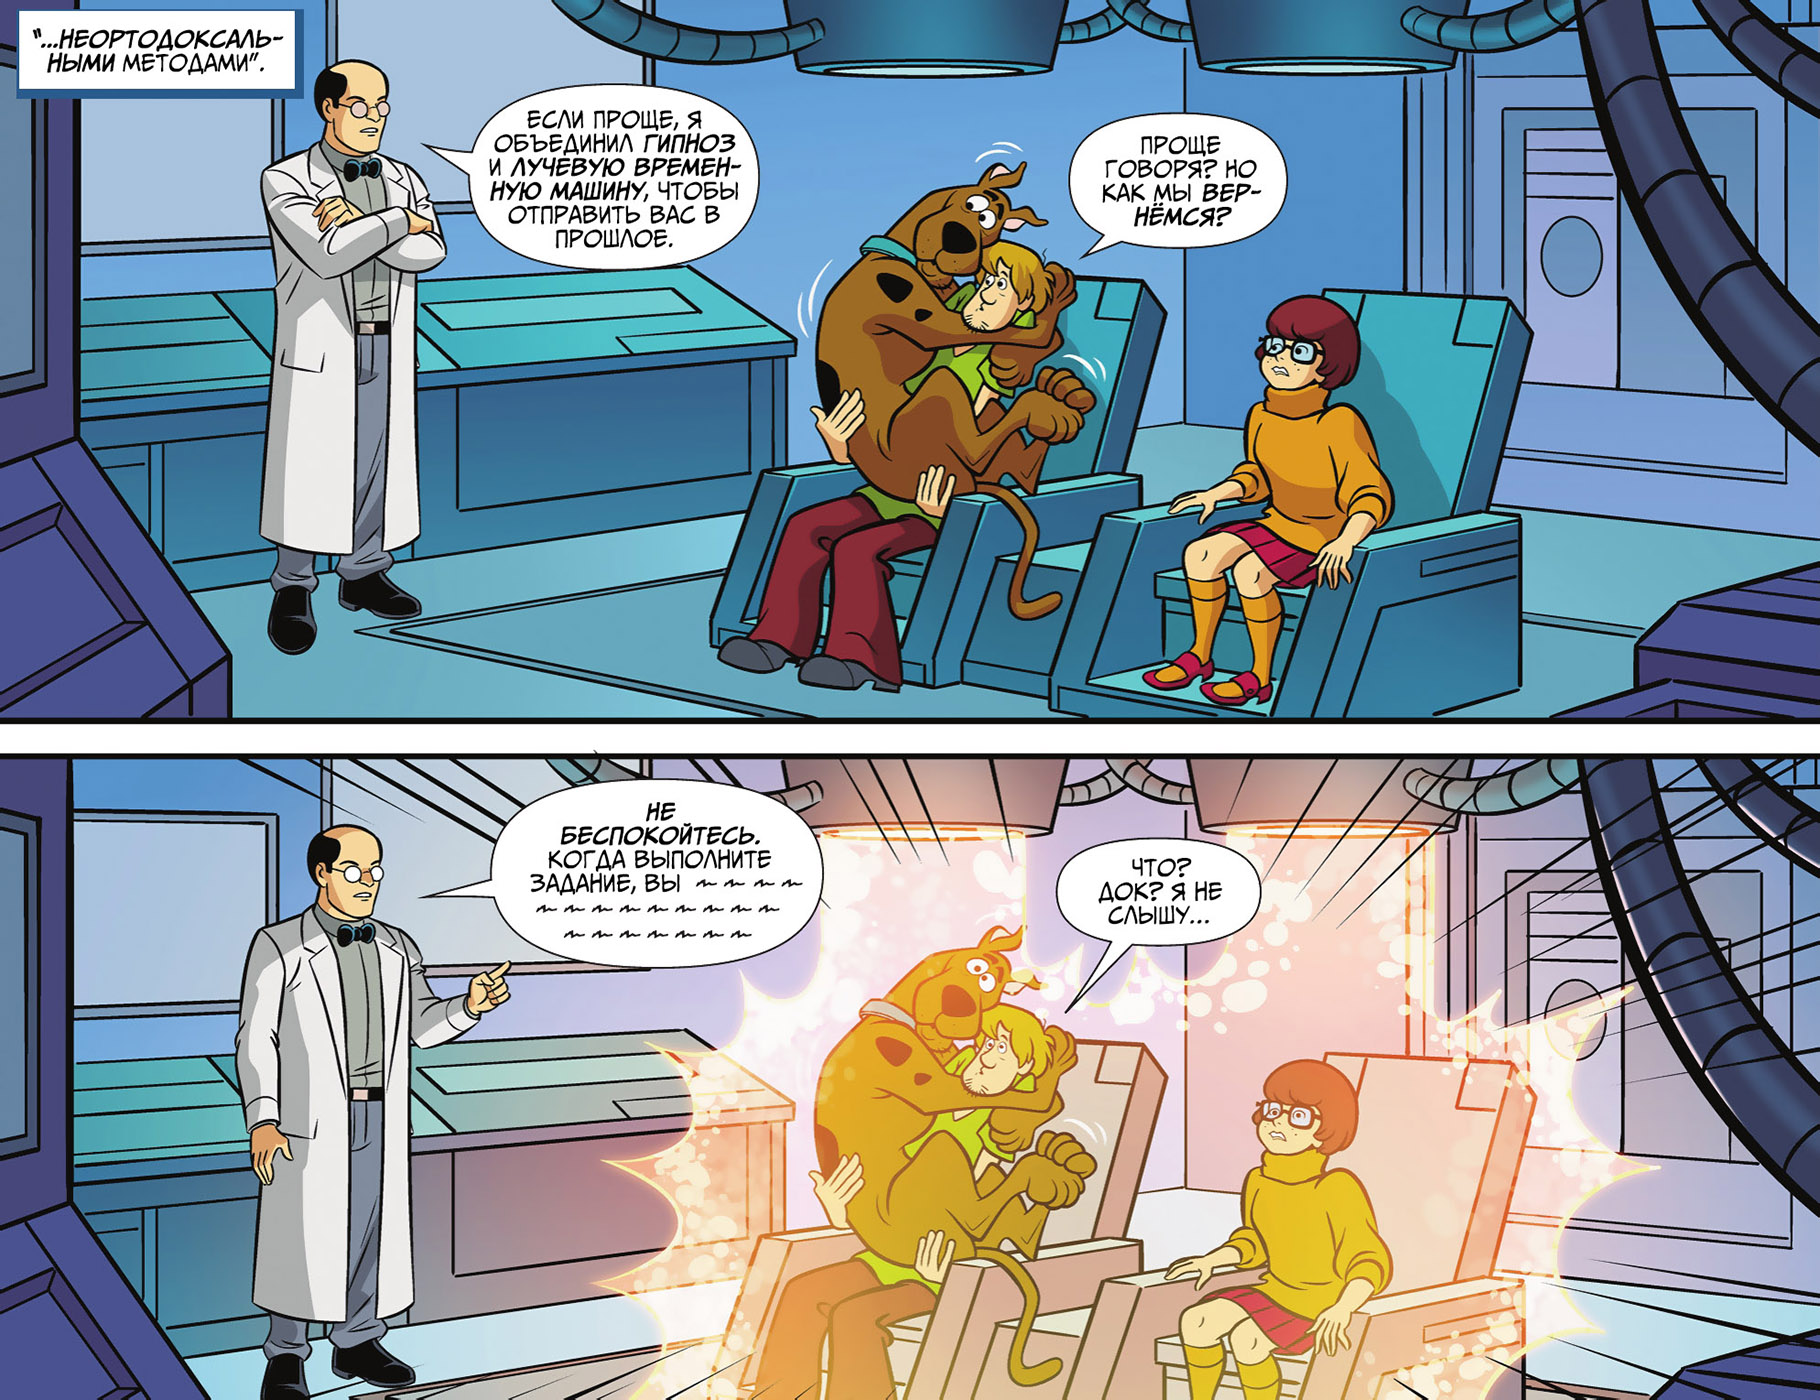 "...НЕОРТОДОКСАЛЬ-
НЫМИ МЕТОДАМИ".
ЕСЛИ ПРОЩЕ, Я
ОБЪЕДИНИЛ ГИПНОЗ
И ЛУЧЕВУЮ ВРЕМЕН-
НУЮ МАШИНУ, ЧТОБЫ
ОТПРАВИТЬ ВАС В
ПРОШЛОЕ.
ПРОЩЕ
ГОВОРЯ? НО
КАК МЫ ВЕР-
НЁМСЯ?
НЕ
БЕСПОКОЙТЕСЬ.
КОГДА ВЫПОЛНИТЕ
ЗАДАНИЕ, ВЫ
ЧТО?
ДОК? Я НЕ
СЛЫШУ...